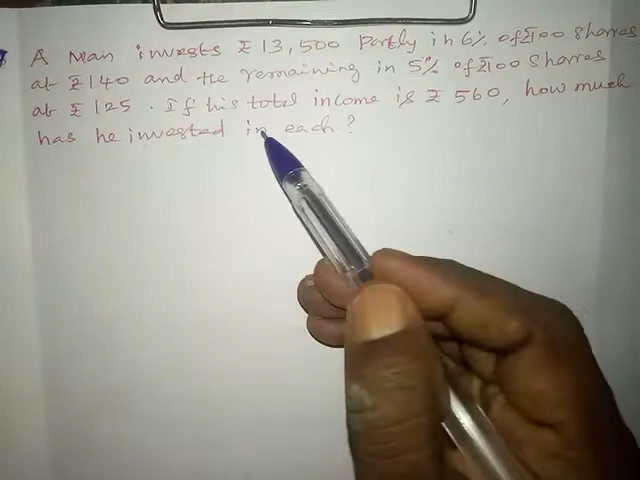 A Man invests ₹ 13,500 Partly in 6% of ₹100 Shares
at ₹140 and the remaining in 5% of ₹100 Shares
at ₹ 125. If his total income is ₹ 560, how much
has he invested in each?